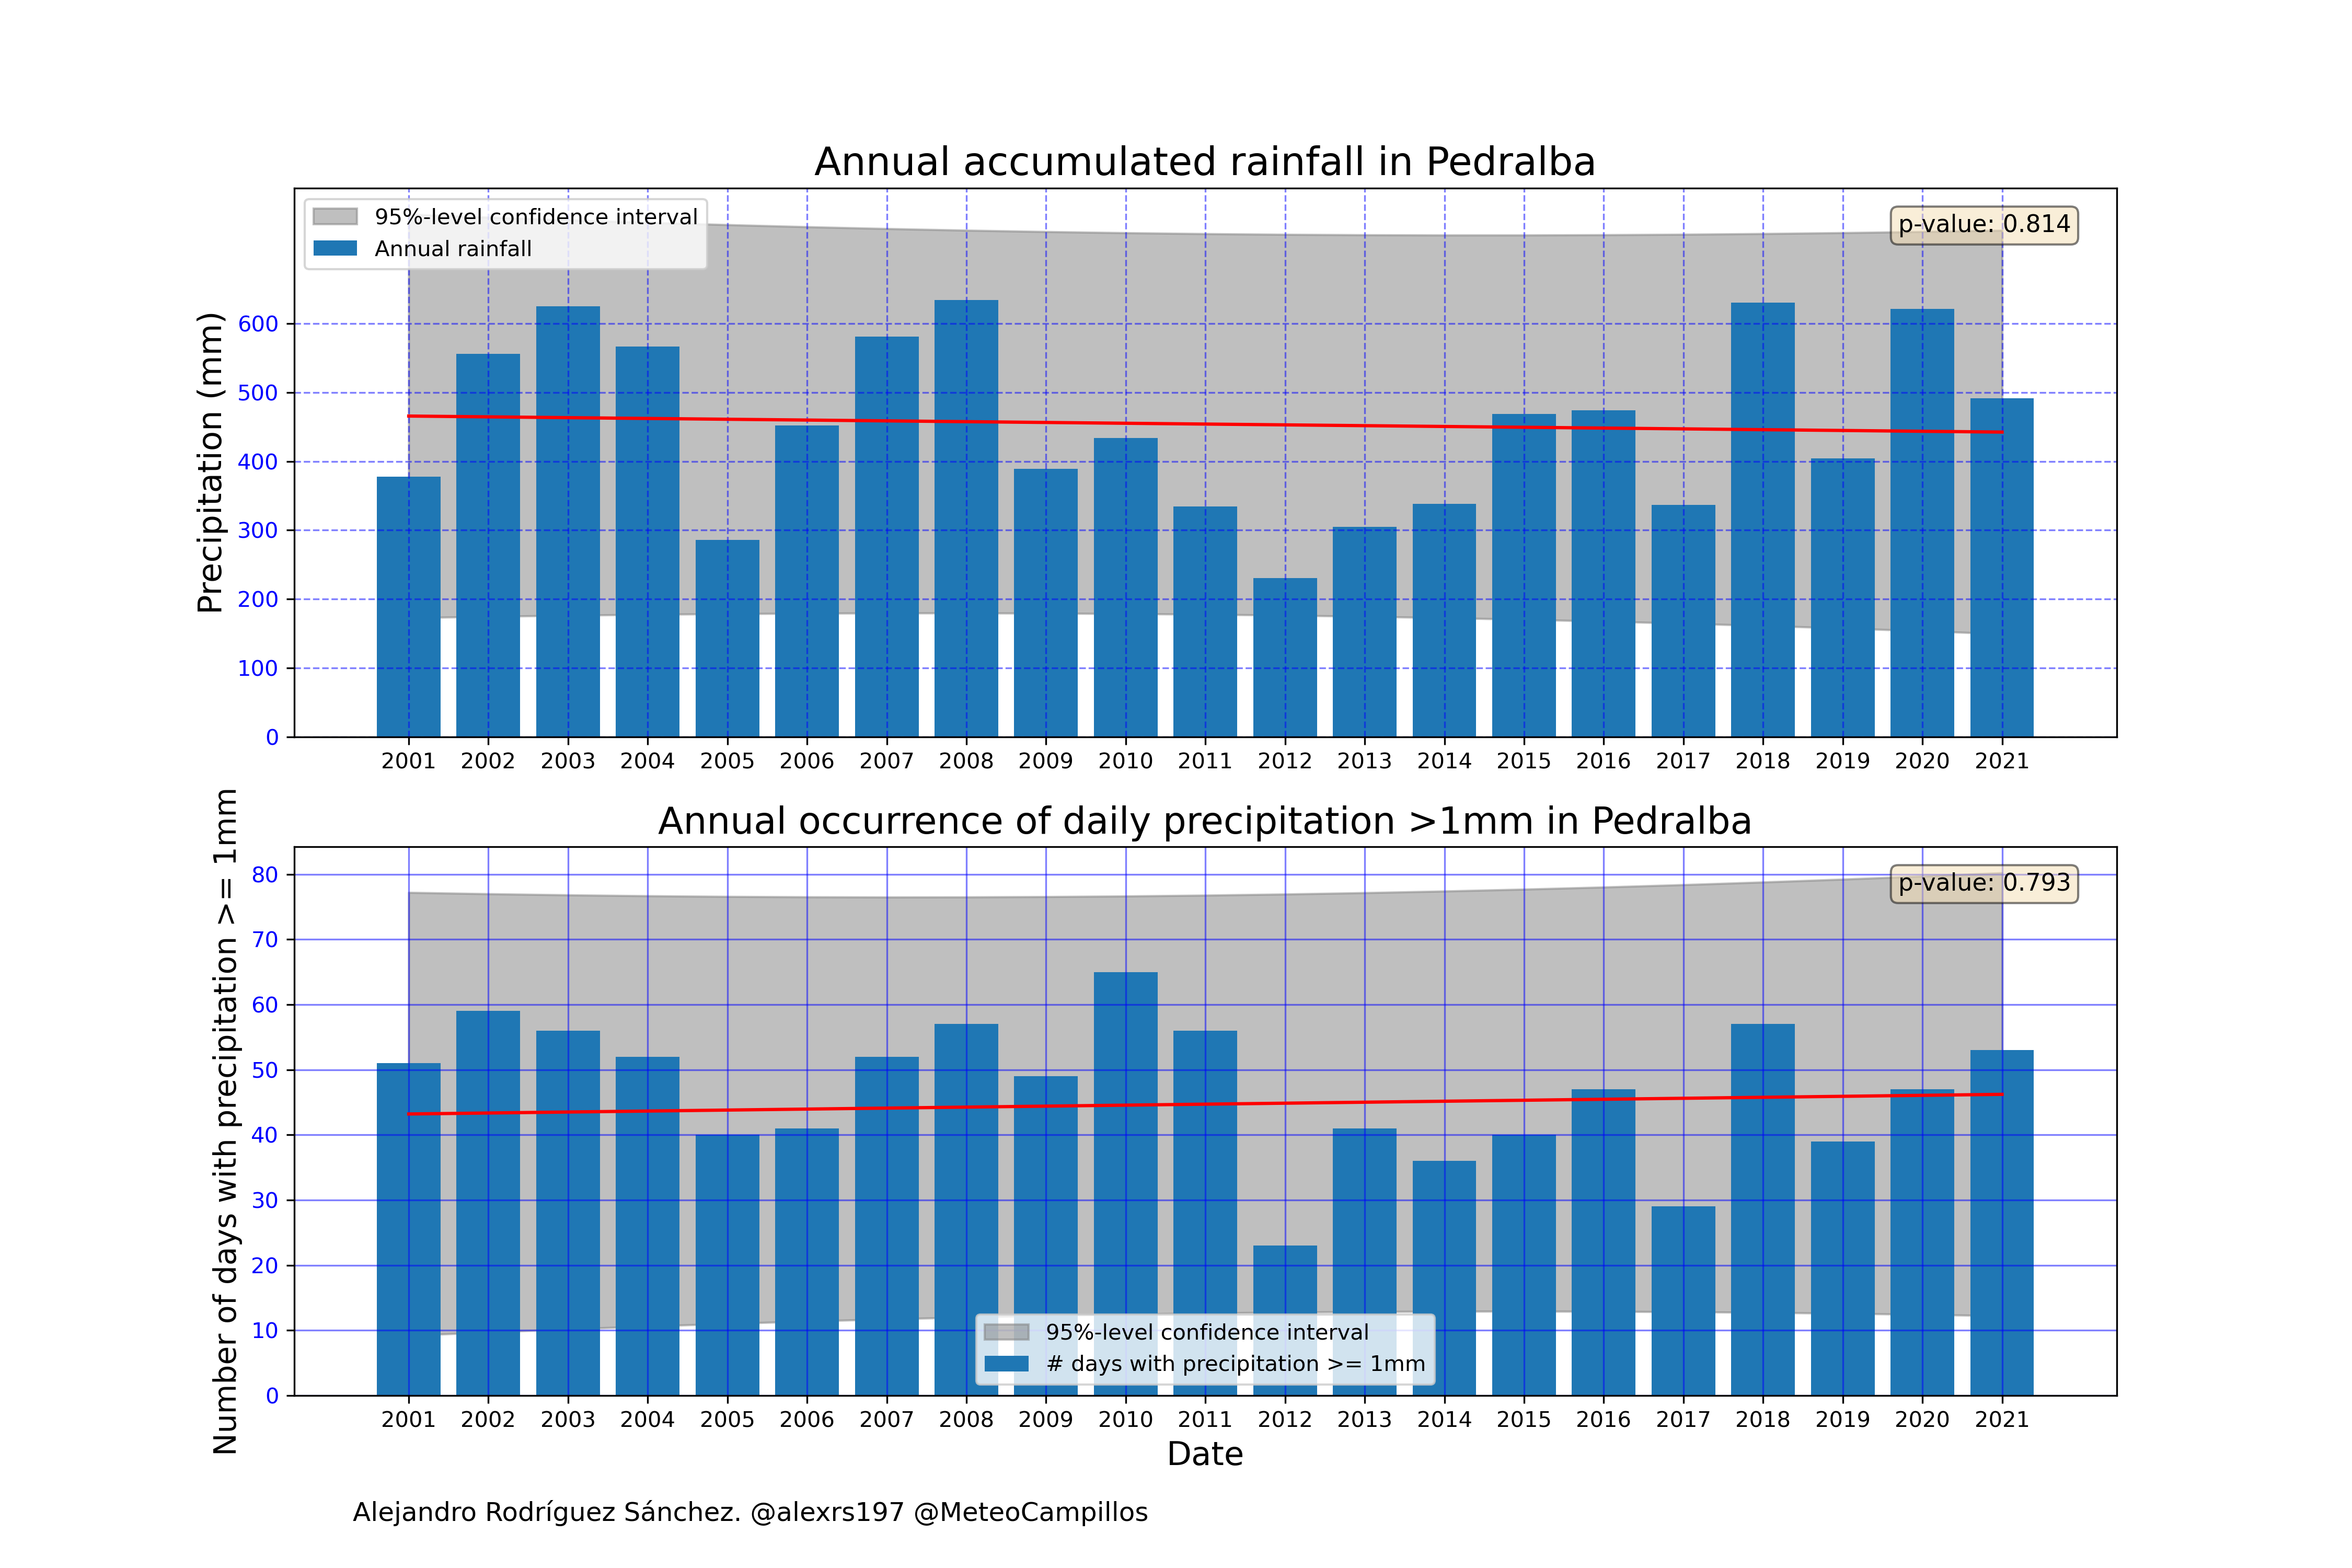 Annual accumulated rainfall in Pedralba
95%-level confidence interval
Annual rainfall
p-value: 0.814
Precipitation (mm)
600
500
400
300
200
100
0
2001 2002 2003 2004 2005 2006 2007 2008 2009 2010 2011 2012 2013 2014 2015 2016 2017 2018 2019 2020 2021
Annual occurrence of daily precipitation >1mm in Pedralba
p-value: 0.793
Number of days with precipitation >= 1mm
80
70
60
50
40
30
20
10
0
95%-level confidence interval
# days with precipitation >= 1mm
2001 2002 2003 2004 2005 2006 2007 2008 2009 2010 2011 2012 2013 2014 2015 2016 2017 2018 2019 2020 2021
Date
Alejandro Rodríguez Sánchez. @alexrs197 @MeteoCampillos